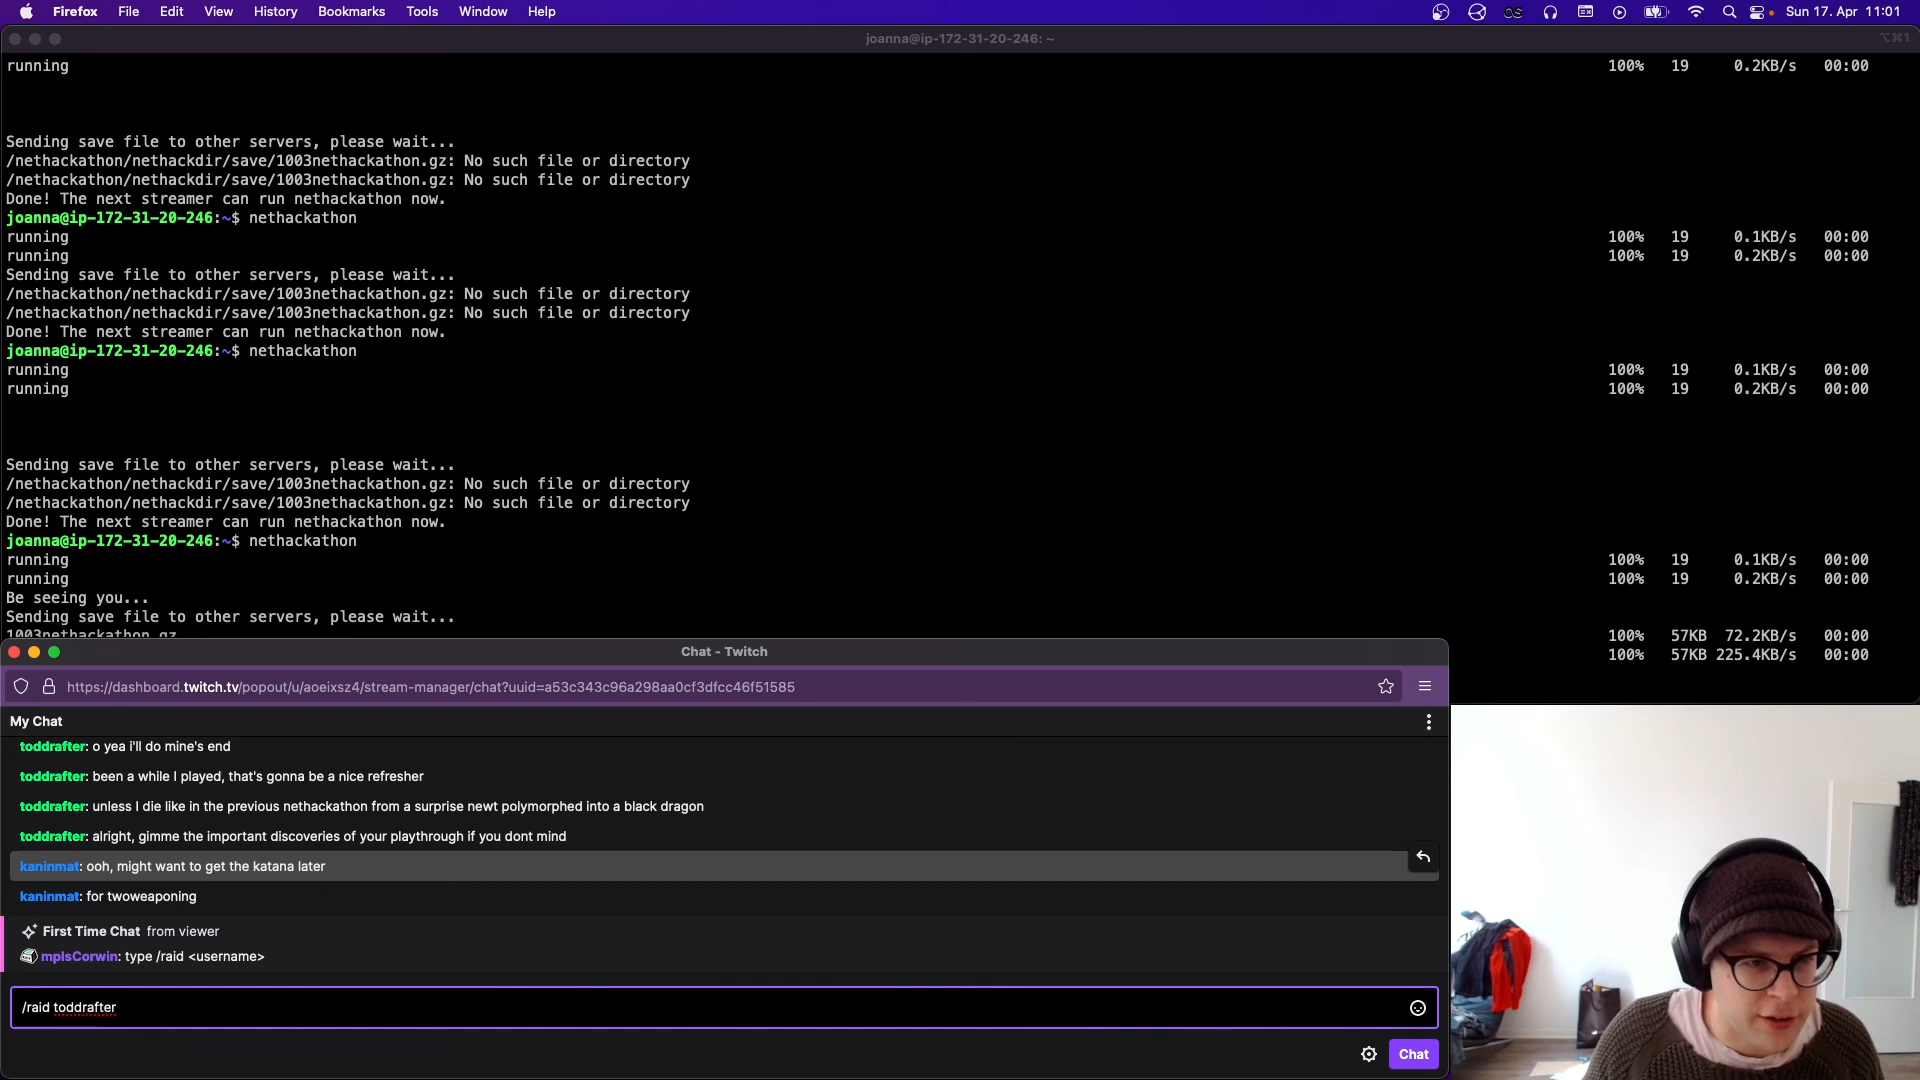 Firefox File Edit View History Bookmarks Tools Window Help Sun 17. Apr 11:01
joanna@ip-172-31-20-246: ~ ⌥⌘1
running 100% 19 0.2KB/s 00:00
Sending save file to other servers, please wait...
/nethackathon/nethackdir/save/1003nethackathon.gz: No such file or directory
/nethackathon/nethackdir/save/1003nethackathon.gz: No such file or directory
Done! The next streamer can run nethackathon now.
joanna@ip-172-31-20-246:~$ nethackathon
running 100% 19 0.1KB/s 00:00
running 100% 19 0.2KB/s 00:00
Sending save file to other servers, please wait...
/nethackathon/nethackdir/save/1003nethackathon.gz: No such file or directory
/nethackathon/nethackdir/save/1003nethackathon.gz: No such file or directory
Done! The next streamer can run nethackathon now.
joanna@ip-172-31-20-246:~$ nethackathon
running 100% 19 0.1KB/s 00:00
running 100% 19 0.2KB/s 00:00
Sending save file to other servers, please wait...
/nethackathon/nethackdir/save/1003nethackathon.gz: No such file or directory
/nethackathon/nethackdir/save/1003nethackathon.gz: No such file or directory
Done! The next streamer can run nethackathon now.
joanna@ip-172-31-20-246:~$ nethackathon
running 100% 19 0.1KB/s 00:00
running 100% 19 0.2KB/s 00:00
Be seeing you...
Sending save file to other servers, please wait...
1003nethackathon.gz 100% 57KB 72.2KB/s 00:00
100% 57KB 225.4KB/s 00:00
Chat - Twitch
https://dashboard.twitch.tv/popout/u/aoeixsz4/stream-manager/chat?uuid=a53c343c96a298aa0cf3dfcc46f51585
My Chat
toddrafter: o yea i'll do mine's end
toddrafter: been a while I played, that's gonna be a nice refresher
toddrafter: unless I die like in the previous nethackathon from a surprise newt polymorphed into a black dragon
toddrafter: alright, gimme the important discoveries of your playthrough if you dont mind
kaninmat: ooh, might want to get the katana later
kaninmat: for twoweaponing
First Time Chat from viewer
mplsCorwin: type /raid <username>
/raid toddrafter
Chat